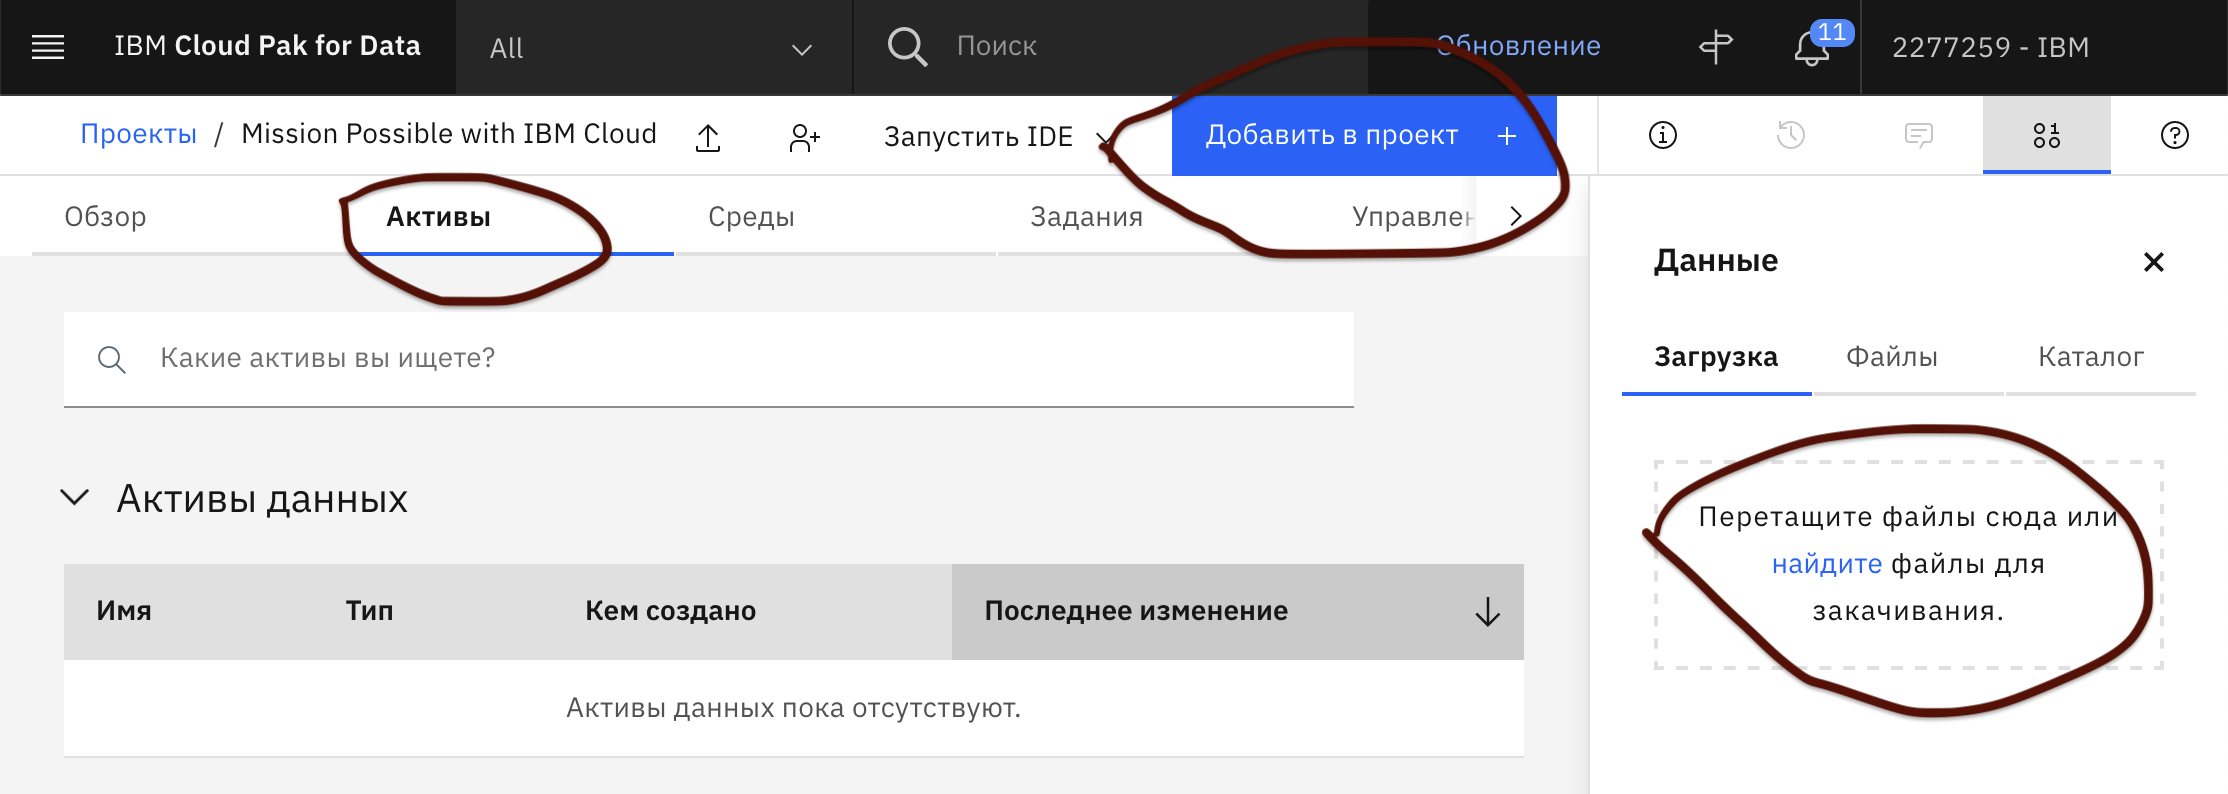 IBM Cloud Pak for Data
All
Поиск
Обновление
11
2277259 - IBM
Проекты / Mission Possible with IBM Cloud
Запустить IDE
Добавить в проект +
Обзор
Активы
Среды
Задания
Управлен
Данные
Загрузка
Файлы
Каталог
Какие активы вы ищете?
Перетащите файлы сюда или
найдите файлы для
закачивания.
Активы данных
Имя
Тип
Кем создано
Последнее изменение
Активы данных пока отсутствуют.